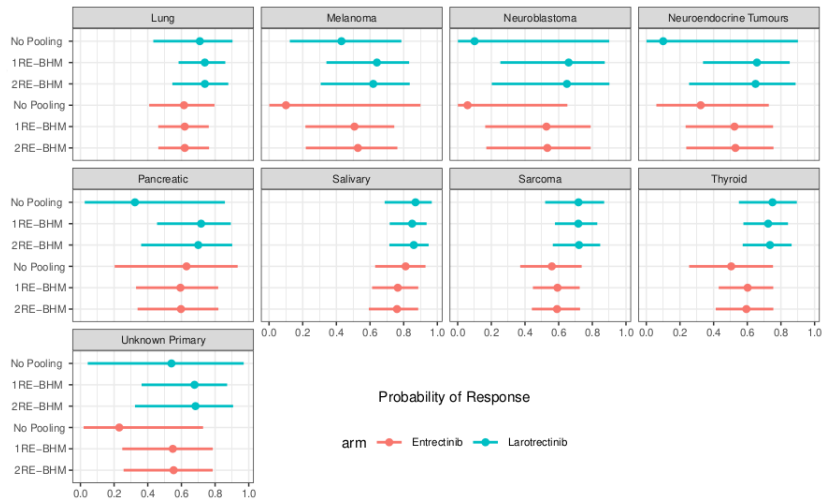 Lung Melanoma Neuroblastoma Neuroendocrine Tumours
No Pooling
1RE−BHM
2RE−BHM
No Pooling
1RE−BHM
2RE−BHM
Pancreatic Salivary Sarcoma Thyroid
No Pooling
1RE−BHM
2RE−BHM
No Pooling
1RE−BHM
2RE−BHM
0.0 0.2 0.4 0.6 0.8 1.0 0.0 0.2 0.4 0.6 0.8 1.0 0.0 0.2 0.4 0.6 0.8 1.0
Unknown Primary
No Pooling
1RE−BHM
2RE−BHM
No Pooling
1RE−BHM
2RE−BHM
0.0 0.2 0.4 0.6 0.8 1.0
Probability of Response
arm Entrectinib Larotrectinib